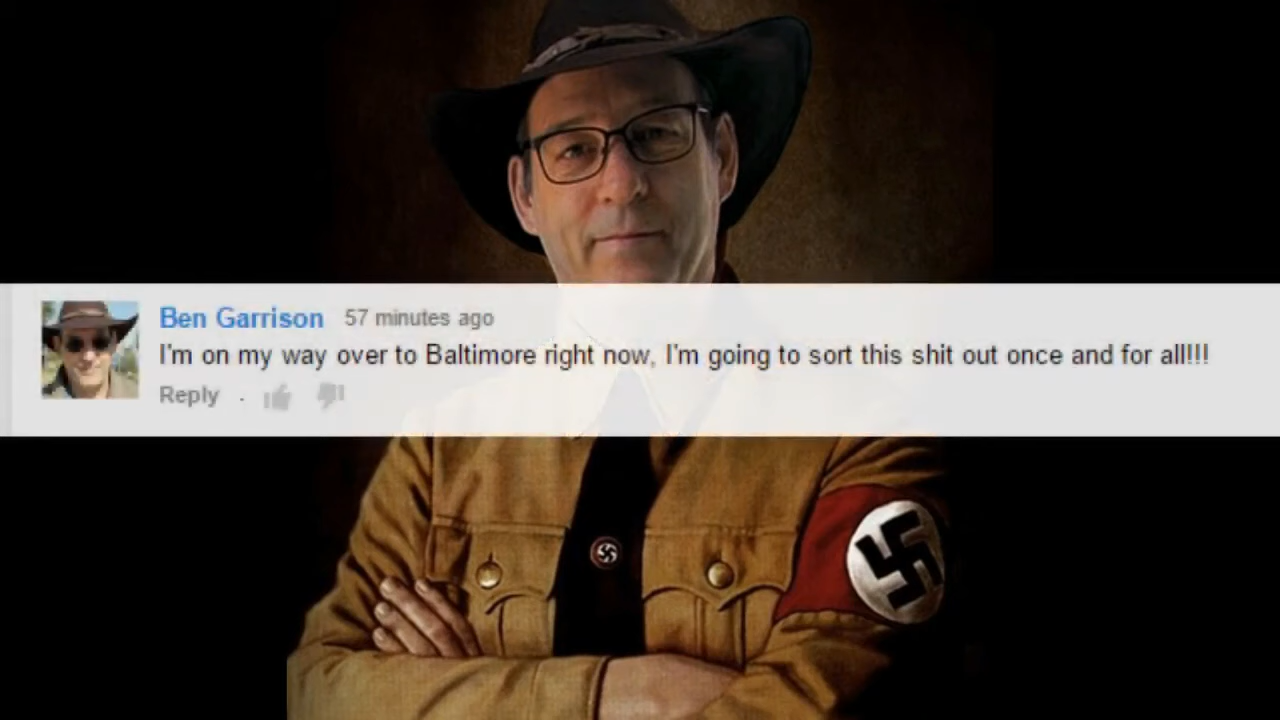 Ben Garrison 57 minutes ago
I'm on my way over to Baltimore right now, I'm going to sort this shit out once and for all!!!
Reply .